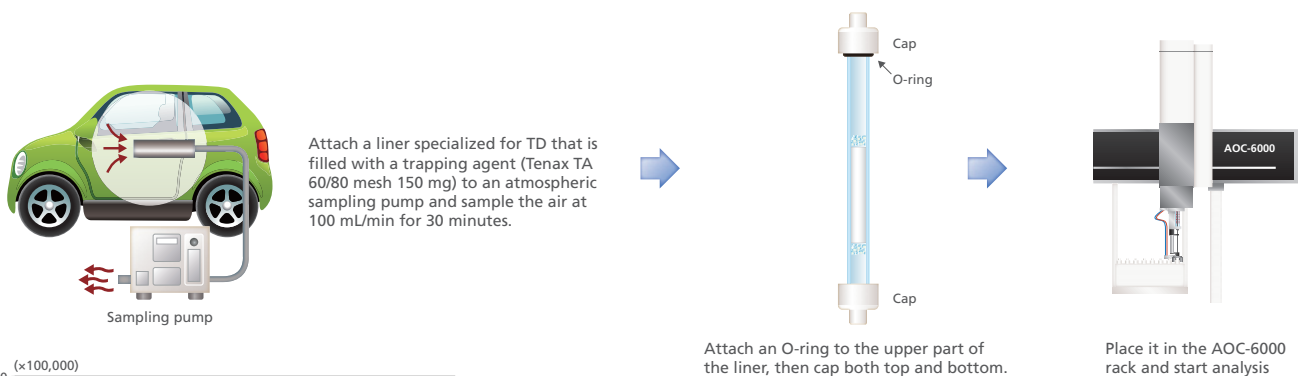 Cap
O-ring
Attach a liner specialized for TD that is
filled with a trapping agent (Tenax TA
60/80 mesh 150 mg) to an atmospheric
sampling pump and sample the air at
100 mL/min for 30 minutes.
AOC-6000
Sampling pump
Cap
Attach an O-ring to the upper part of
the liner, then cap both top and bottom.
Place it in the AOC-6000
rack and start analysis
(×100,000)